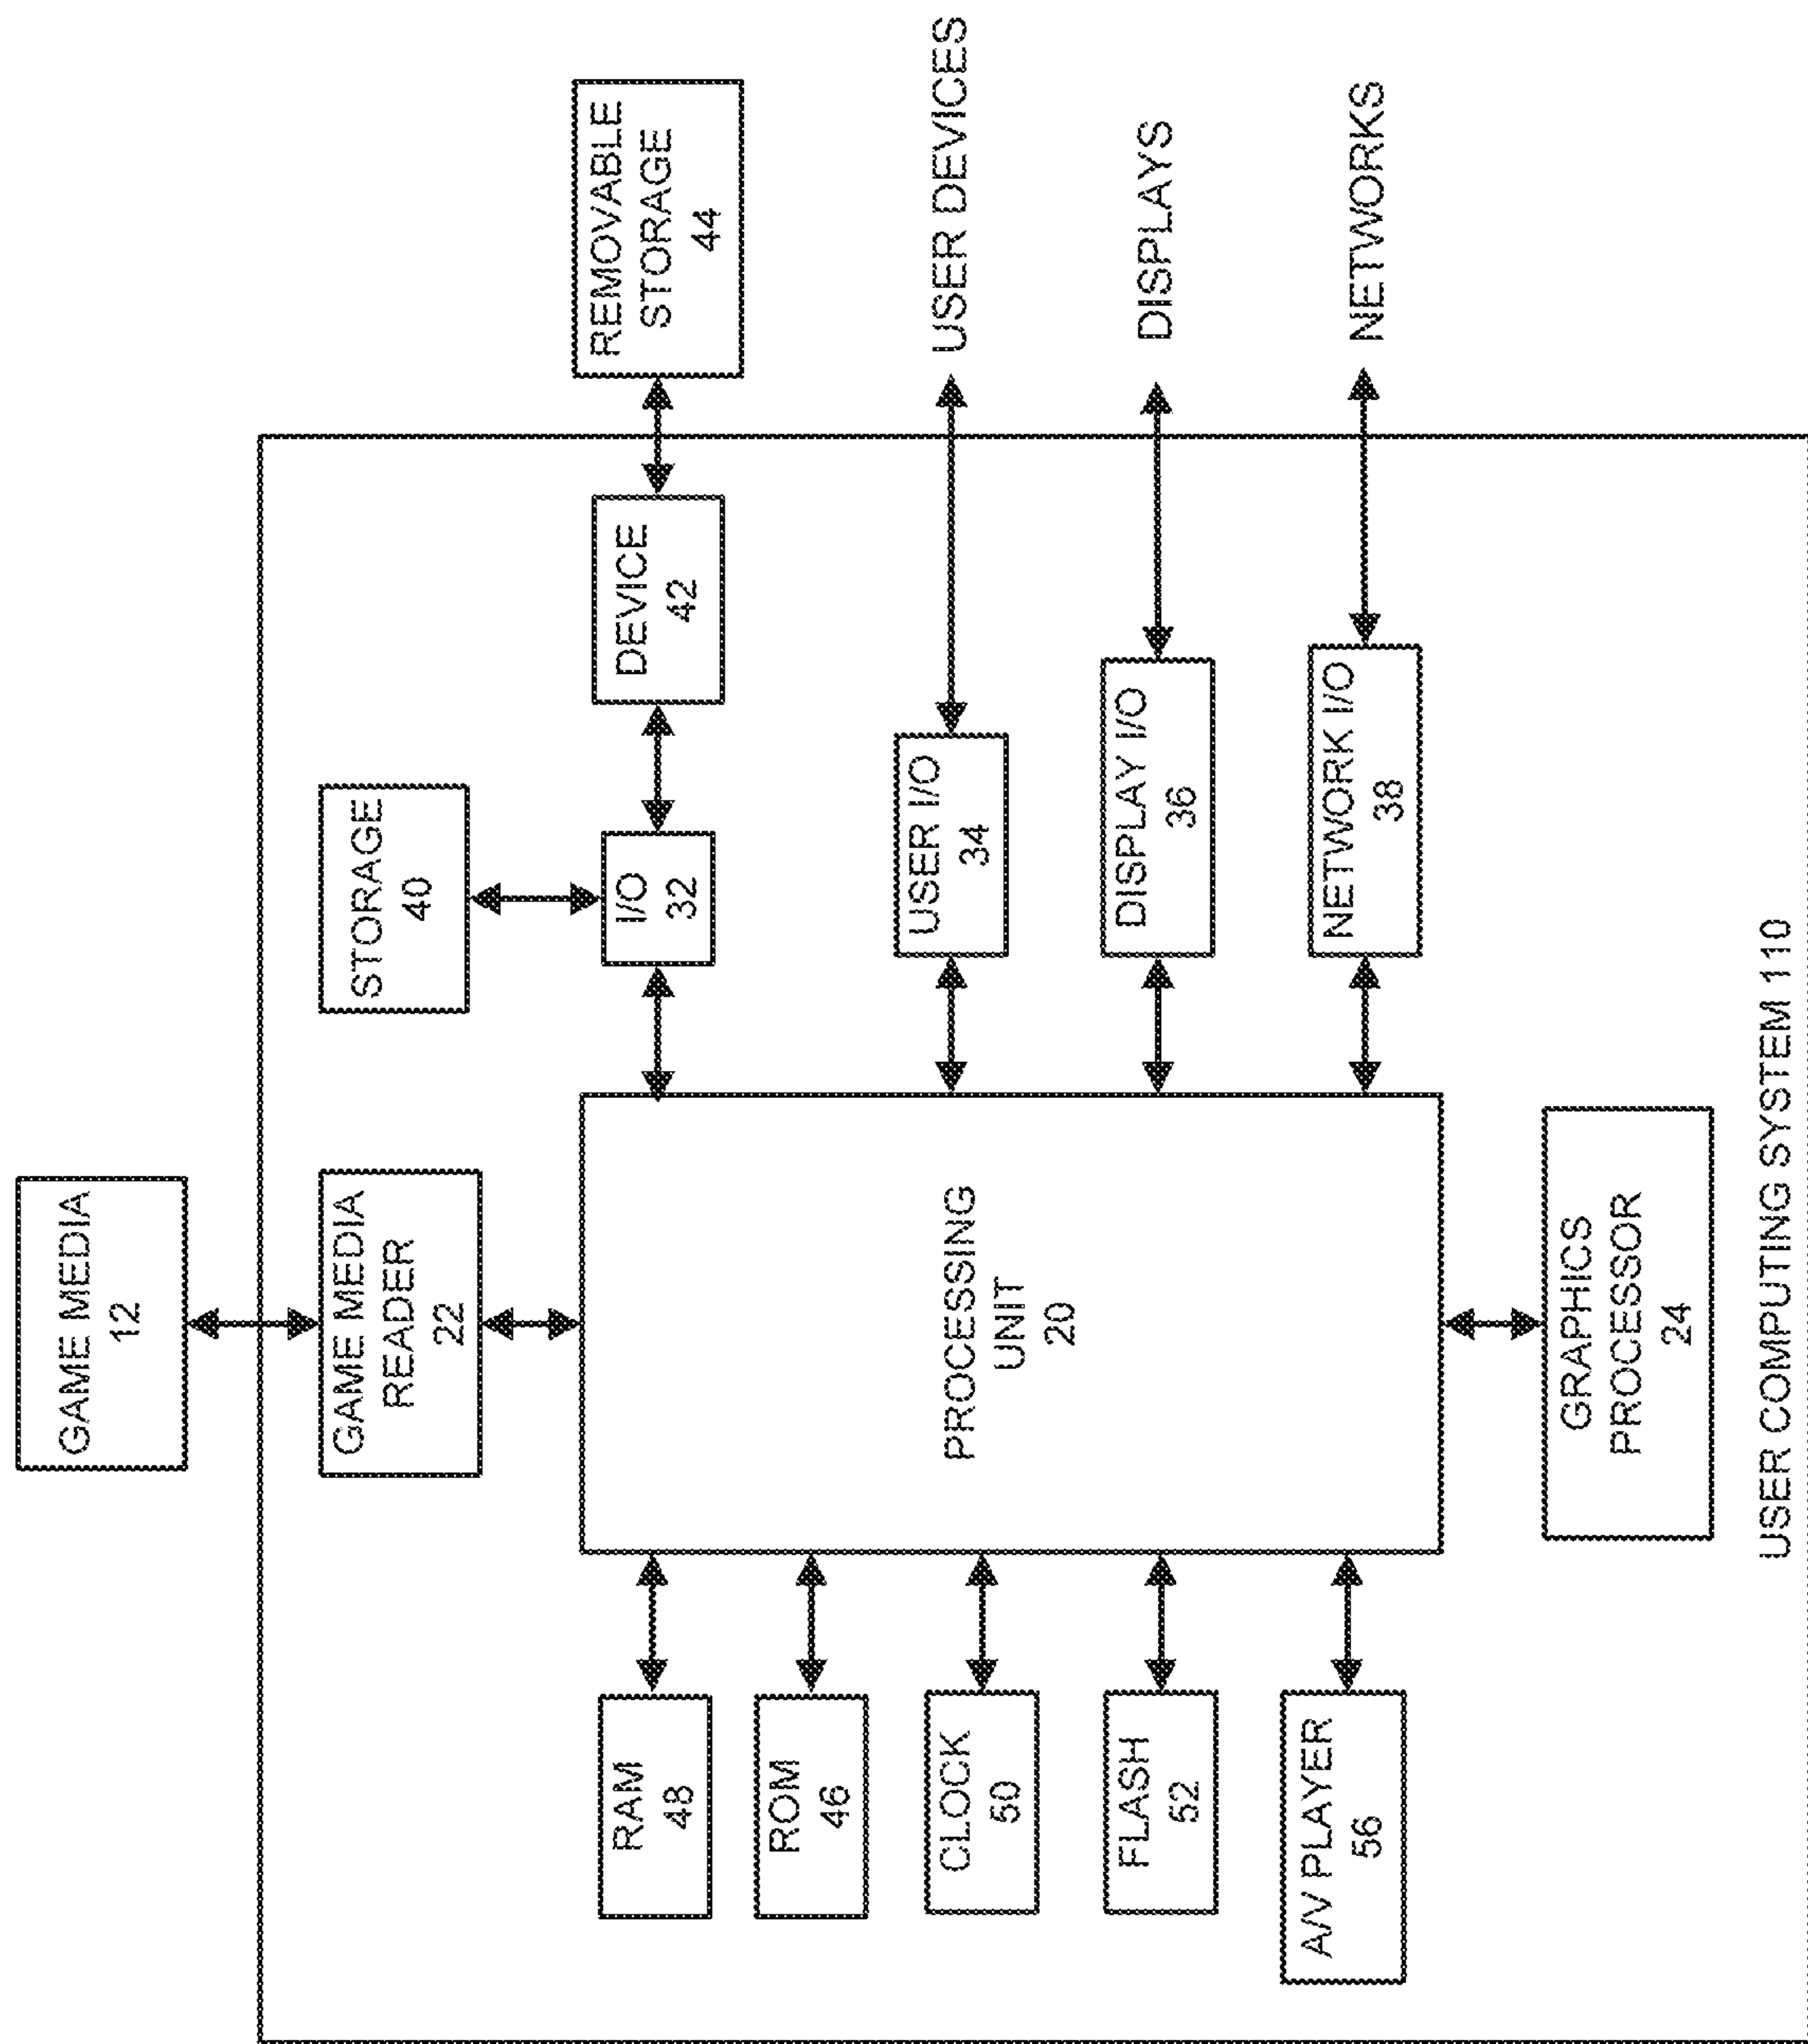 GAME MEDIA
12
GAME MEDIA
READER
22
RAM
48
ROM
46
CLOCK
50
FLASH
52
A/V PLAYER
56
PROCESSING
UNIT
20
GRAPHICS
PROCESSOR
24
STORAGE
40
I/O
32
DEVICE
42
REMOVABLE
STORAGE
44
USER I/O
34
USER DEVICES
DISPLAY I/O
36
DISPLAYS
NETWORK I/O
38
NETWORKS
USER COMPUTING SYSTEM 110